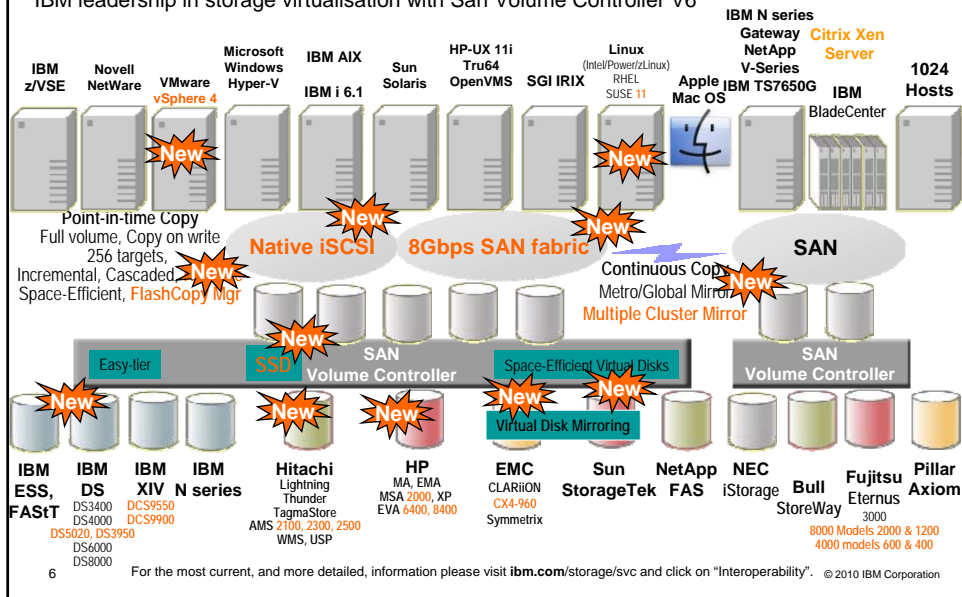 IBM leadership in storage virtualisation with San Volume Controller V6
IBM
z/VSE
Novell
NetWare
VMware
vSphere 4
Microsoft
Windows
Hyper-V
IBM AIX
IBM i 6.1
Sun
Solaris
HP-UX 11i
Tru64
OpenVMS
SGI IRIX
Linux
(Intel/Power/zLinux)
RHEL
SUSE 11
Apple
Mac OS
IBM N series
Gateway
NetApp
V-Series
IBM TS7650G
Citrix Xen
Server
IBM
BladeCenter
1024
Hosts
New
New
New
New
Point-in-time Copy
Full volume, Copy on write
256 targets,
Incremental, Cascaded,
Space-Efficient, FlashCopy Mgr
New
Native iSCSI
8Gbps SAN fabric
Continuous Copy
Metro/Global Mirror
Multiple Cluster Mirror
New
SAN
New
Easy-tier
SSD
SAN
Volume Controller
Space-Efficient Virtual Disks
SAN
Volume Controller
New
New
New
New
New
Virtual Disk Mirroring
IBM
ESS,
FAStT
IBM
DS
DS3400
DS4000
DS5020, DS3950
DS6000
DS8000
IBM
XIV
DCS9550
DCS9900
IBM
N series
Hitachi
Lightning
Thunder
TagmaStore
AMS 2100, 2300, 2500
WMS, USP
HP
MA, EMA
MSA 2000, XP
EVA 6400, 8400
EMC
CLARiiON
CX4-960
Symmetrix
Sun
StorageTek
NetApp
FAS
NEC
iStorage
Bull
StoreWay
Fujitsu
Eternus
3000
8000 Models 2000 & 1200
4000 models 600 & 400
Pillar
Axiom
6
For the most current, and more detailed, information please visit ibm.com/storage/svc and click on “Interoperability”.
© 2010 IBM Corporation